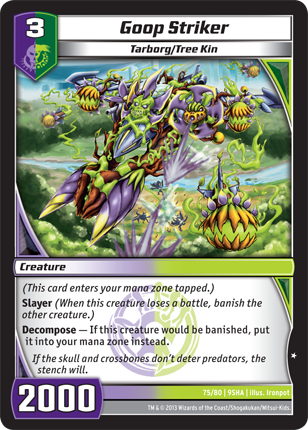 3
Goop Striker
Tarborg/Tree Kin
Creature
(This card enters your mana zone tapped.)
Slayer (When this creature loses a battle, banish the
other creature.)
Decompose — If this creature would be banished, put
it into your mana zone instead.
If the skull and crossbones don't deter predators, the
stench will.
2000
75/80 | 9SHA | Illus. Ironpot
TM & © 2013 Wizards of the Coast/Shogakukan/Mitsui-Kids.